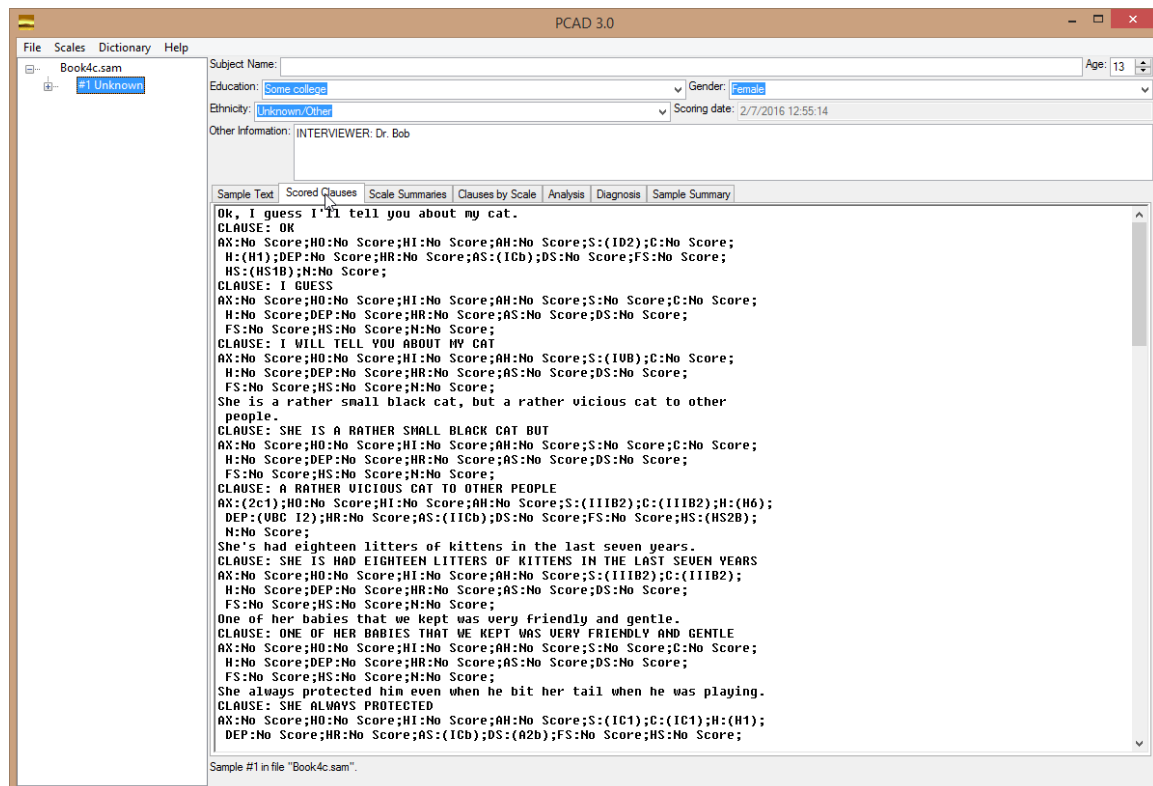 PCAD 3.0
File Scales Dictionary Help
Book4c.sam
#1 Unknown
Subject Name:
Age: 13
Education: Some college
Gender: Female
Ethnicity: Unknown/Other
Scoring date: 2/7/2016 12:55:14
Other Information: INTERVIEWER: Dr. Bob
Sample Text Scored Clauses Scale Summaries Clauses by Scale Analysis Diagnosis Sample Summary
Ok, I guess I'll tell you about my cat.
CLAUSE: OK
AX:No Score;HO:No Score;HI:No Score;AH:No Score;S:(ID2);C:No Score;
H:(H1);DEP:No Score;HR:No Score;AS:(ICb);DS:No Score;FS:No Score;
HS:(HS1B);N:No Score;
CLAUSE: I GUESS
AX:No Score;HO:No Score;HI:No Score;AH:No Score;S:No Score;C:No Score;
H:No Score;DEP:No Score;HR:No Score;AS:No Score;DS:No Score;
FS:No Score;HS:No Score;N:No Score;
CLAUSE: I WILL TELL YOU ABOUT MY CAT
AX:No Score;HO:No Score;HI:No Score;AH:No Score;S:(IVB);C:No Score;
H:No Score;DEP:No Score;HR:No Score;AS:No Score;DS:No Score;
FS:No Score;HS:No Score;N:No Score;
She is a rather small black cat, but a rather vicious cat to other
people.
CLAUSE: SHE IS A RATHER SMALL BLACK CAT BUT
AX:No Score;HO:No Score;HI:No Score;AH:No Score;S:No Score;C:No Score;
H:No Score;DEP:No Score;HR:No Score;AS:No Score;DS:No Score;
FS:No Score;HS:No Score;N:No Score;
CLAUSE: A RATHER VICIOUS CAT TO OTHER PEOPLE
AX:(2c1);HO:No Score;HI:No Score;AH:No Score;S:(IIIB2);C:(IIIB2);H:(H6);
DEP:(VBC I2);HR:No Score;AS:(IICb);DS:No Score;FS:No Score;HS:(HS2B);
N:No Score;
She's had eighteen litters of kittens in the last seven years.
CLAUSE: SHE IS HAD EIGHTEEN LITTERS OF KITTENS IN THE LAST SEVEN YEARS
AX:No Score;HO:No Score;HI:No Score;AH:No Score;S:(IIIB2);C:(IIIB2);
H:No Score;DEP:No Score;HR:No Score;AS:No Score;DS:No Score;
FS:No Score;HS:No Score;N:No Score;
One of her babies that we kept was very friendly and gentle.
CLAUSE: ONE OF HER BABIES THAT WE KEPT WAS VERY FRIENDLY AND GENTLE
AX:No Score;HO:No Score;HI:No Score;AH:No Score;S:No Score;C:No Score;
H:No Score;DEP:No Score;HR:No Score;AS:No Score;DS:No Score;
FS:No Score;HS:No Score;N:No Score;
She always protected him even when he bit her tail when he was playing.
CLAUSE: SHE ALWAYS PROTECTED
AX:No Score;HO:No Score;HI:No Score;AH:No Score;S:(IC1);C:(IC1);H:(H1);
DEP:No Score;HR:No Score;AS:(ICb);DS:(A2b);FS:No Score;HS:No Score;
Sample #1 in file "Book4c.sam".